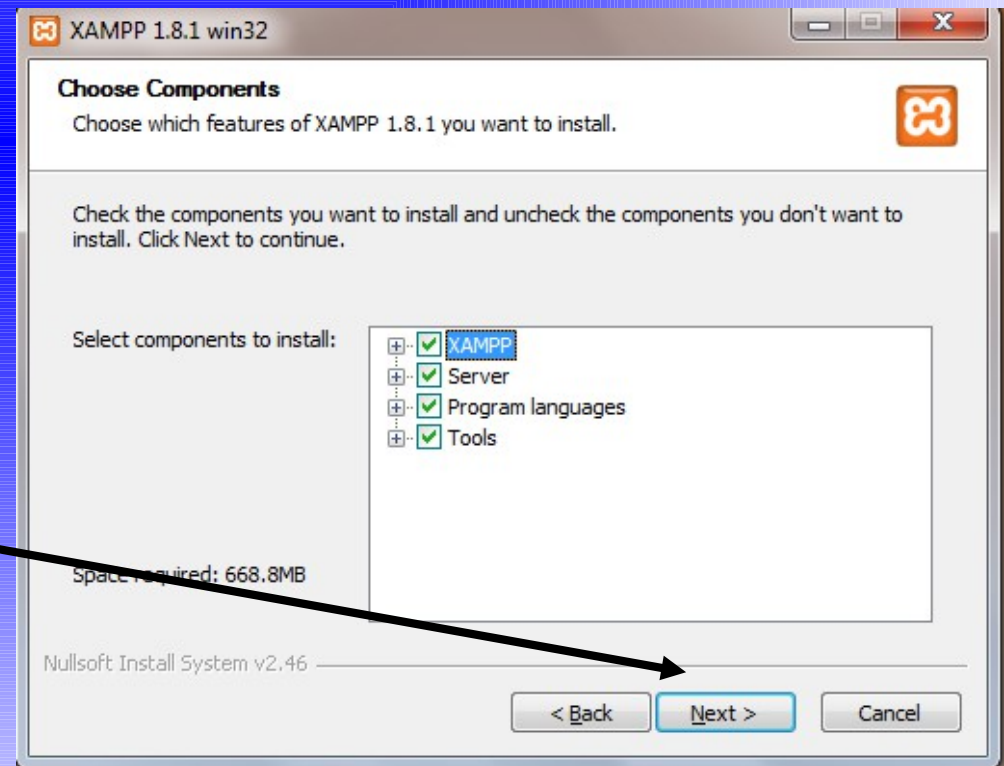 XAMPP 1.8.1 win32
Choose Components
Choose which features of XAMPP 1.8.1 you want to install.
Check the components you want to install and uncheck the components you don't want to
install. Click Next to continue.
Select components to install:
XAMPP
Server
Program languages
Tools
Space required: 668.8MB
Nullsoft Install System v2.46
< Back
Next >
Cancel